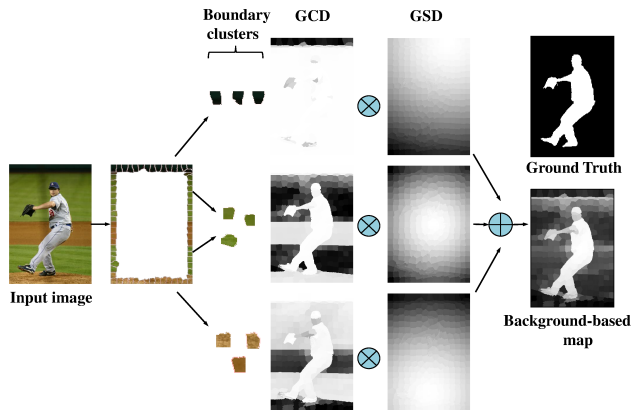 Boundary
clusters
GCD
GSD
Ground Truth
Input image
Background-based
map